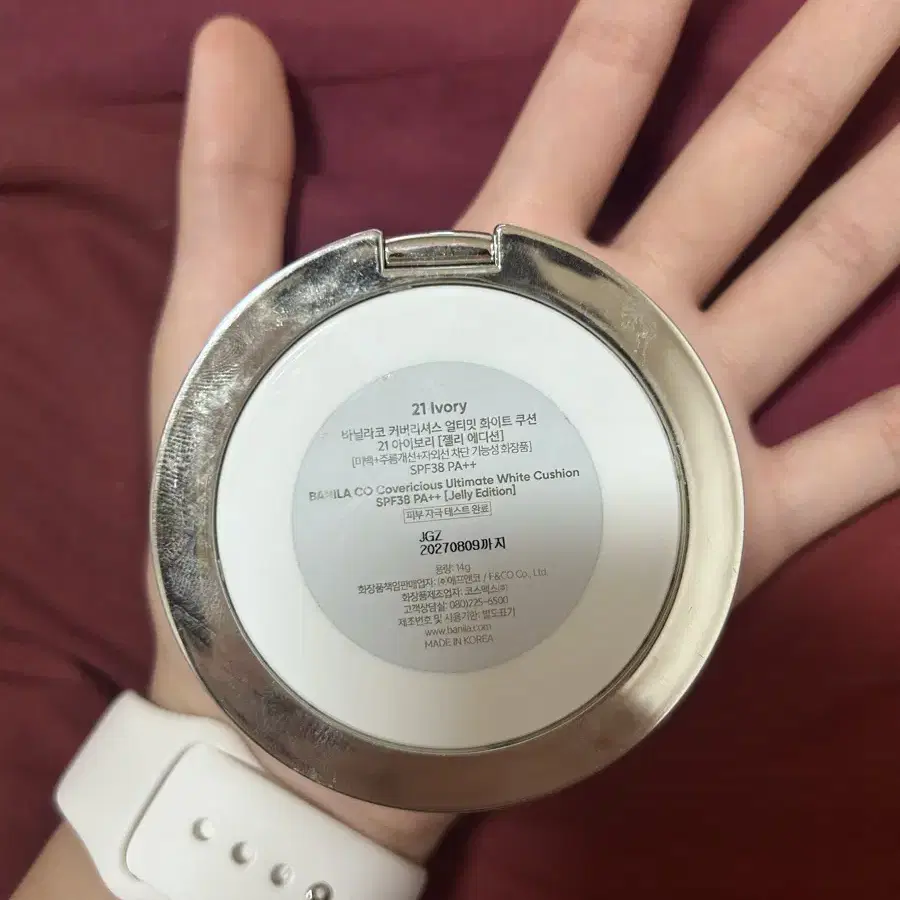 21 Ivory
바닐라코 커버리셔스 얼티밋 화이트 쿠션
21 아이보리 [젤리 에디션]
[미백+주름개선+자외선 차단 기능성 화장품]
SPF38 PA++
BANILA CO Covericious Ultimate White Cushion
SPF38 PA++ [Jelly Edition]
피부 자극 테스트 완료
JGZ
20270809까지
용량: 14g
화장품책임판매업자: ㈜에프앤코 / F&CO Co., Ltd.
화장품제조업자: 코스맥스㈜
고객상담실: 080)225-6500
제조번호 및 사용기한: 별도표기
www.banila.com
MADE IN KOREA